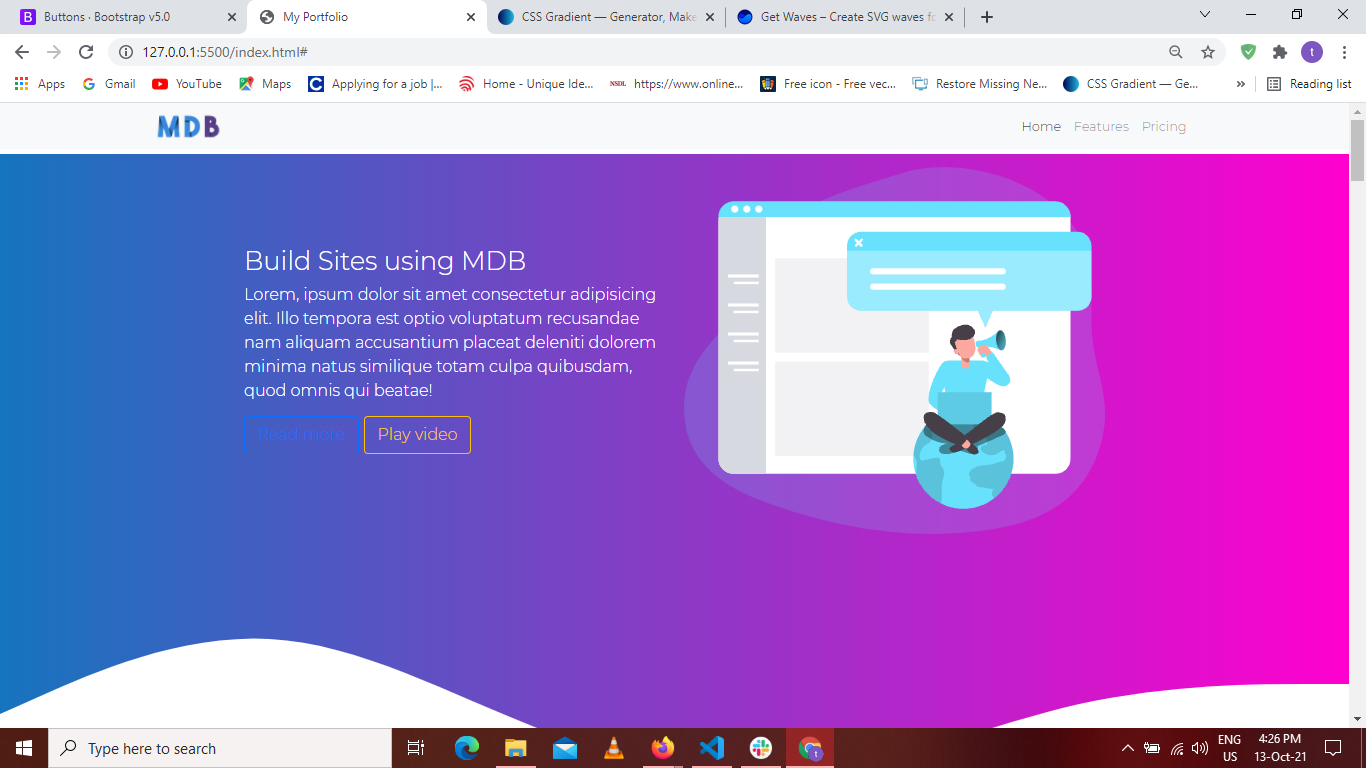 Buttons · Bootstrap v5.0
My Portfolio
CSS Gradient — Generator, Make
Get Waves – Create SVG waves fo
127.0.0.1:5500/index.html#
t
Apps
Gmail
YouTube
Maps
Applying for a job |...
Home - Unique Ide...
NSDL
https://www.online...
Free icon - Free vec...
Restore Missing Ne...
CSS Gradient — Ge...
»
Reading list
MDB
Home
Features
Pricing
Build Sites using MDB
Lorem, ipsum dolor sit amet consectetur adipisicing
elit. Illo tempora est optio voluptatum recusandae
nam aliquam accusantium placeat deleniti dolorem
minima natus similique totam culpa quibusdam,
quod omnis qui beatae!
Read more
Play video
Type here to search
t
ENG
US
4:26 PM
13-Oct-21